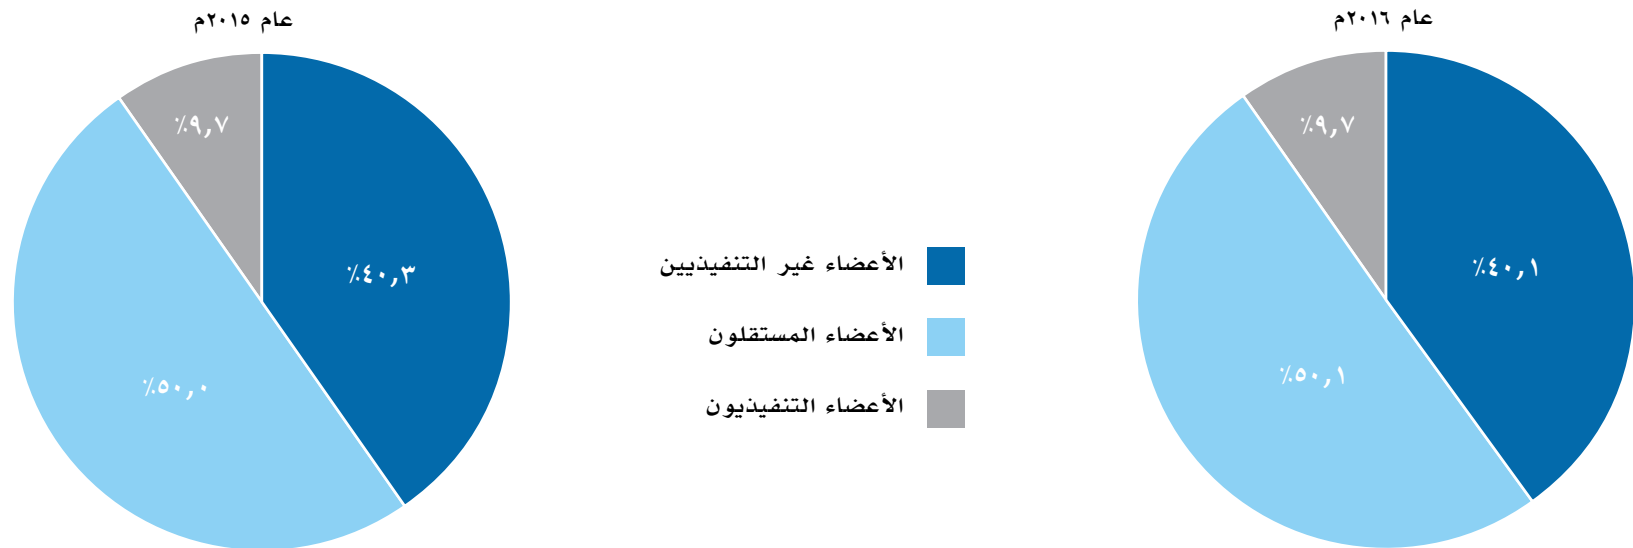 عام ٢٠١٦م
٪٩,٧
٪٤٠,١
٪٥٠,١
الأعضاء غير التنفيذيين
الأعضاء المستقلون
الأعضاء التنفيذيون
عام ٢٠١٥م
٪٩,٧
٪٤٠,٣
٪٥٠,٠